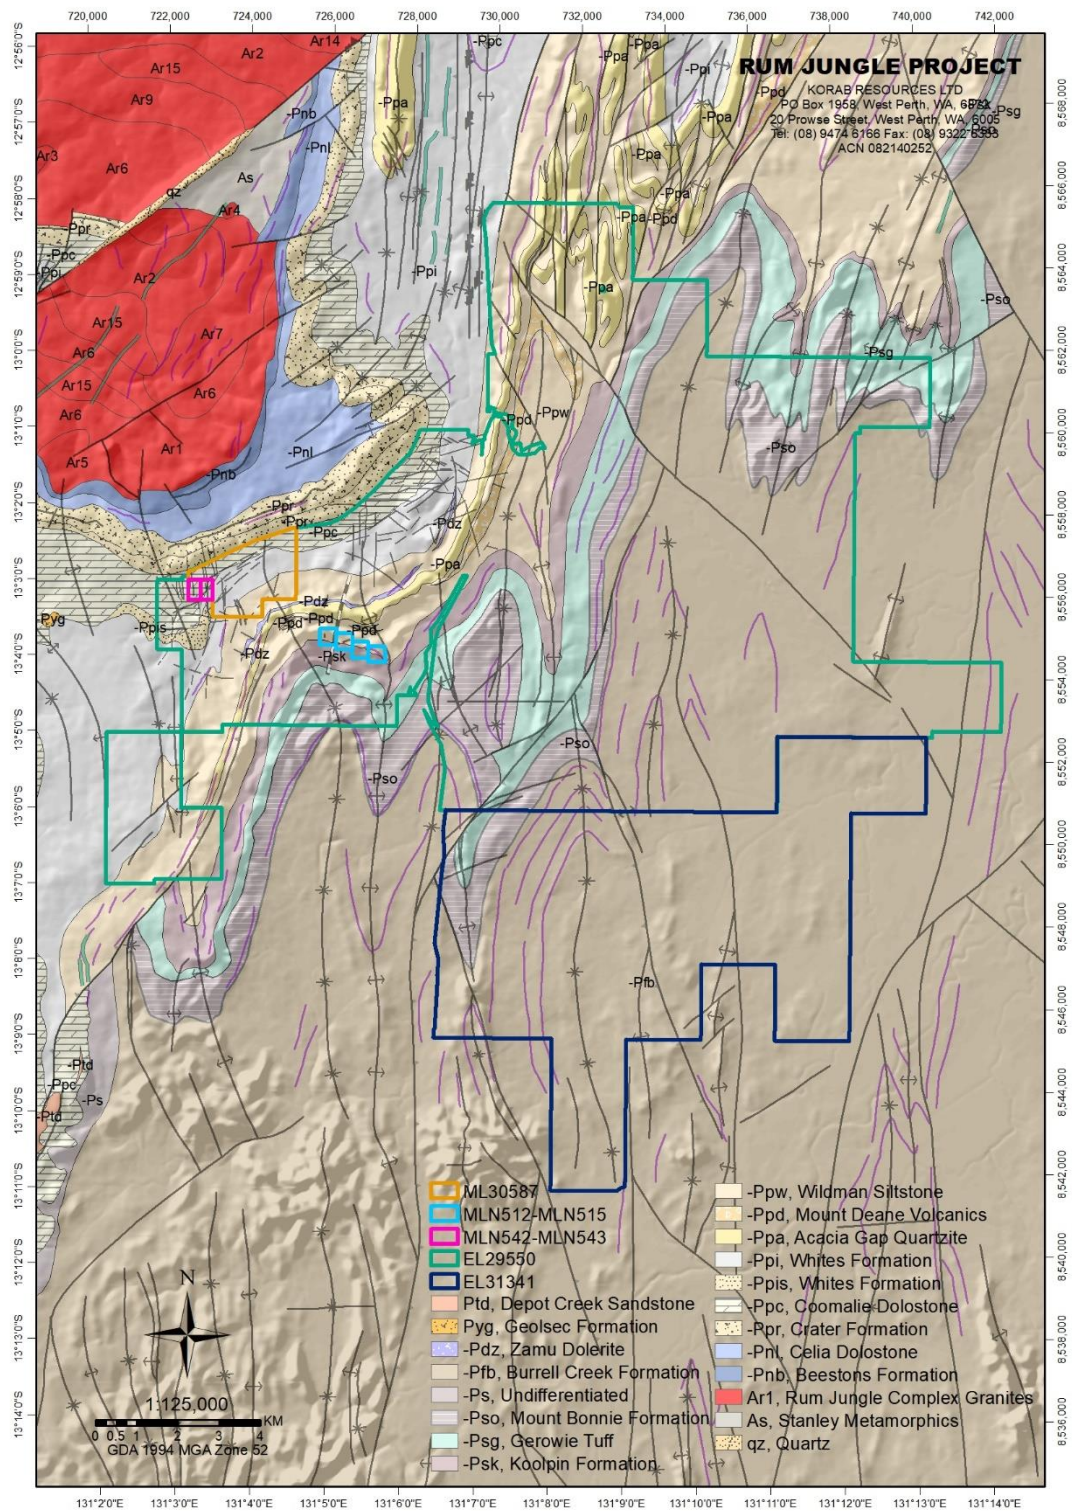 720,000 722,000 724,000 726,000 728,000 730,000 732,000 734,000 736,000 738,000 740,000 742,000
RUM JUNGLE PROJECT
KORAB RESOURCES LTD
PO Box 1958, West Perth, WA,
20 Prowse Street, West Perth, WA, 6005
Tel: (08) 9474 6166 Fax: (08) 9322
ACN 082140252
12°56'0"S
12°57'0"S
12°58'0"S
12°59'0"S
13°0'0"S
13°1'0"S
13°2'0"S
13°3'0"S
13°4'0"S
13°5'0"S
13°6'0"S
13°7'0"S
13°8'0"S
13°9'0"S
13°10'0"S
13°11'0"S
13°12'0"S
13°13'0"S
13°14'0"S
8,568,000
8,566,000
8,564,000
8,562,000
8,560,000
8,558,000
8,556,000
8,554,000
8,552,000
8,550,000
8,548,000
8,546,000
8,544,000
8,542,000
8,540,000
8,538,000
8,536,000
Ar14
Ar2
Ar15
Ar9
Ar3
Ar6
-Ppc
-Ppa
-Ppa
-Ppi
-Ppd
-Psg
-Pnb
-Pnl
-Ppa
-Ppa
-Ppa
As
qz
Ar4
-Ppa
-Ppa
-Ppd
Ppr
-Ppc
-Ppi
Ar2
-Ppi
-Ppa
-Pso
Ar15
Ar7
Ar6
Ar15
Ar6
Ar6
-Psg
-Ppd
-Ppw
Ar1
Ar5
-Pnb
-Pnl
-Pso
-Ppr
-Ppr
-Ppc
-Pdz
-Ppa
Pyg
-Ppis
-Pdz
-Ppd
-Ppd
-Ppd
-Pdz
-Psk
-Pso
-Pso
-Pfb
-Ptd
-Ppc
-Ps
-Ptd
ML30587
MLN512-MLN515
MLN542-MLN543
EL29550
EL31341
Ptd, Depot Creek Sandstone
Pyg, Geolsec Formation
-Pdz, Zamu Dolerite
-Pfb, Burrell Creek Formation
-Ps, Undifferentiated
-Pso, Mount Bonnie Formation
-Psg, Gerowie Tuff
-Psk, Koolpin Formation
-Ppw, Wildman Siltstone
-Ppd, Mount Deane Volcanics
-Ppa, Acacia Gap Quartzite
-Ppi, Whites Formation
-Ppis, Whites Formation
-Ppc, Coomalie Dolostone
-Ppr, Crater Formation
-Pnl, Celia Dolostone
-Pnb, Beestons Formation
Ar1, Rum Jungle Complex Granites
As, Stanley Metamorphics
qz, Quartz
N
1:125,000
KM
0 0.5 1 2 3 4
GDA 1994 MGA Zone 52
131°2'0"E 131°3'0"E 131°4'0"E 131°5'0"E 131°6'0"E 131°7'0"E 131°8'0"E 131°9'0"E 131°10'0"E 131°11'0"E 131°12'0"E 131°13'0"E 131°14'0"E